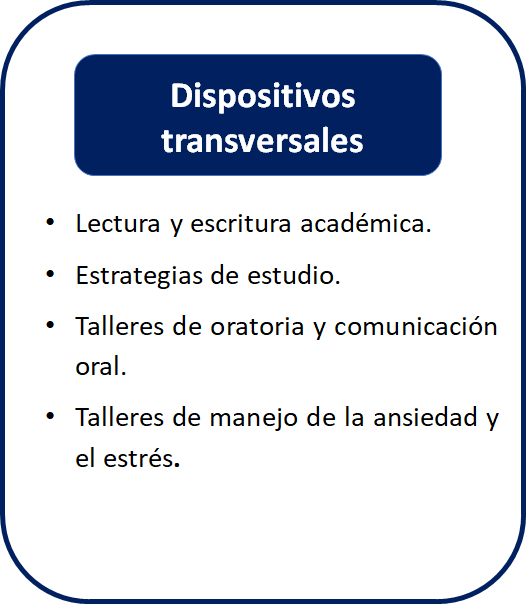 Dispositivos
transversales
• Lectura y escritura académica.
• Estrategias de estudio.
• Talleres de oratoria y comunicación
oral.
• Talleres de manejo de la ansiedad y
el estrés.